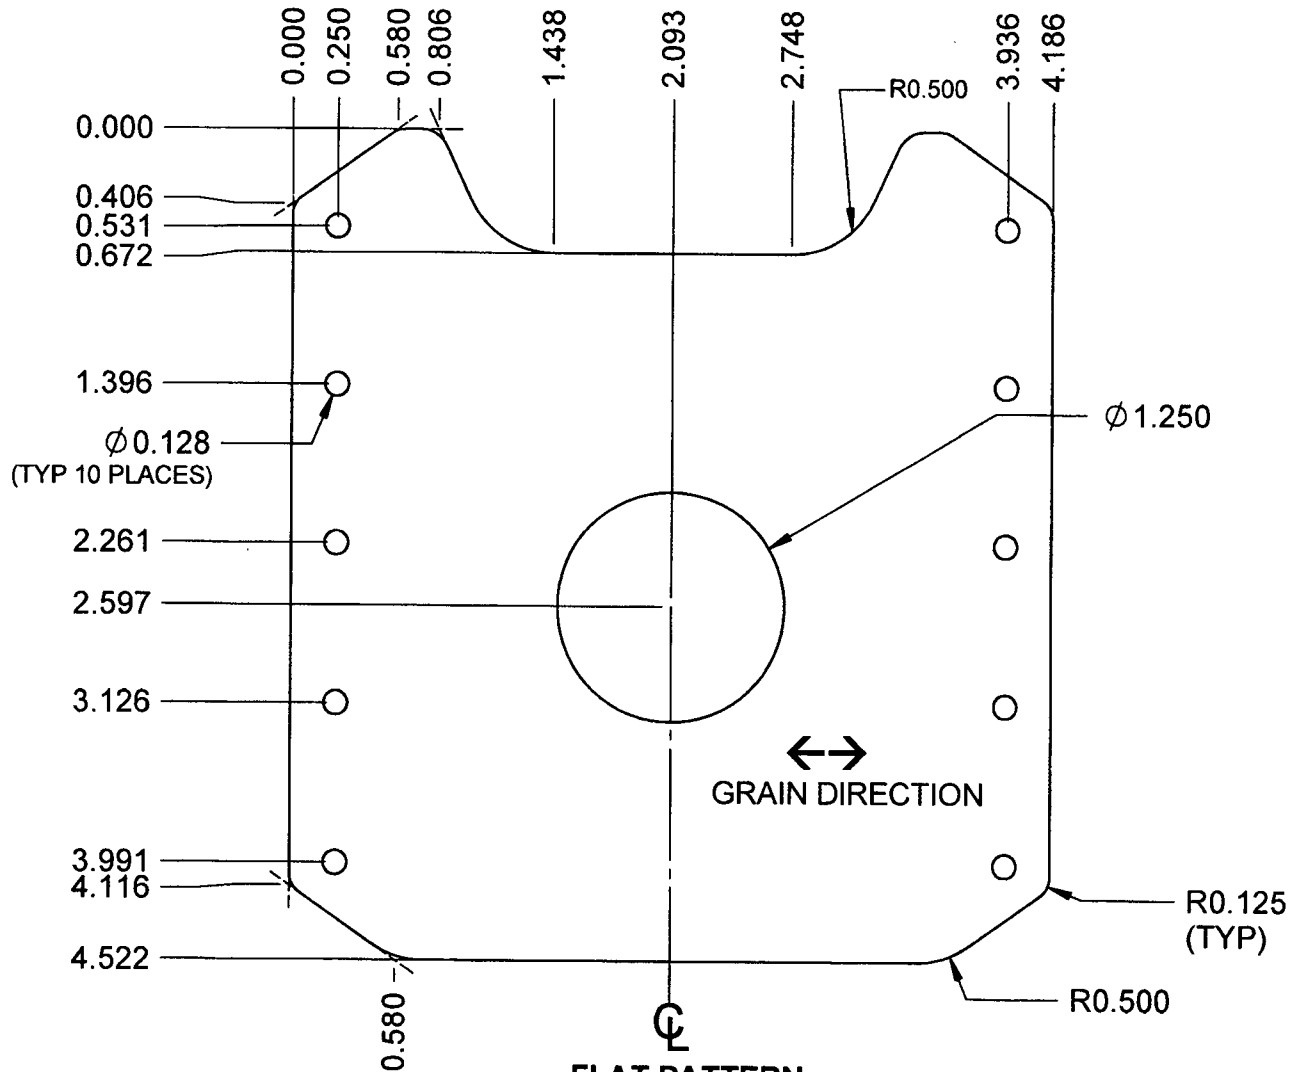 0.000
0.250
0.580
0.806
1.438
2.093
2.748
3.936
4.186
R0.500
0.000
0.406
0.531
0.672
1.396
Ø0.128
(TYP 10 PLACES)
Ø1.250
2.261
2.597
3.126
GRAIN DIRECTION
3.991
4.116
R0.125
(TYP)
4.522
R0.500
0.580
CL
FLAT PATTERN